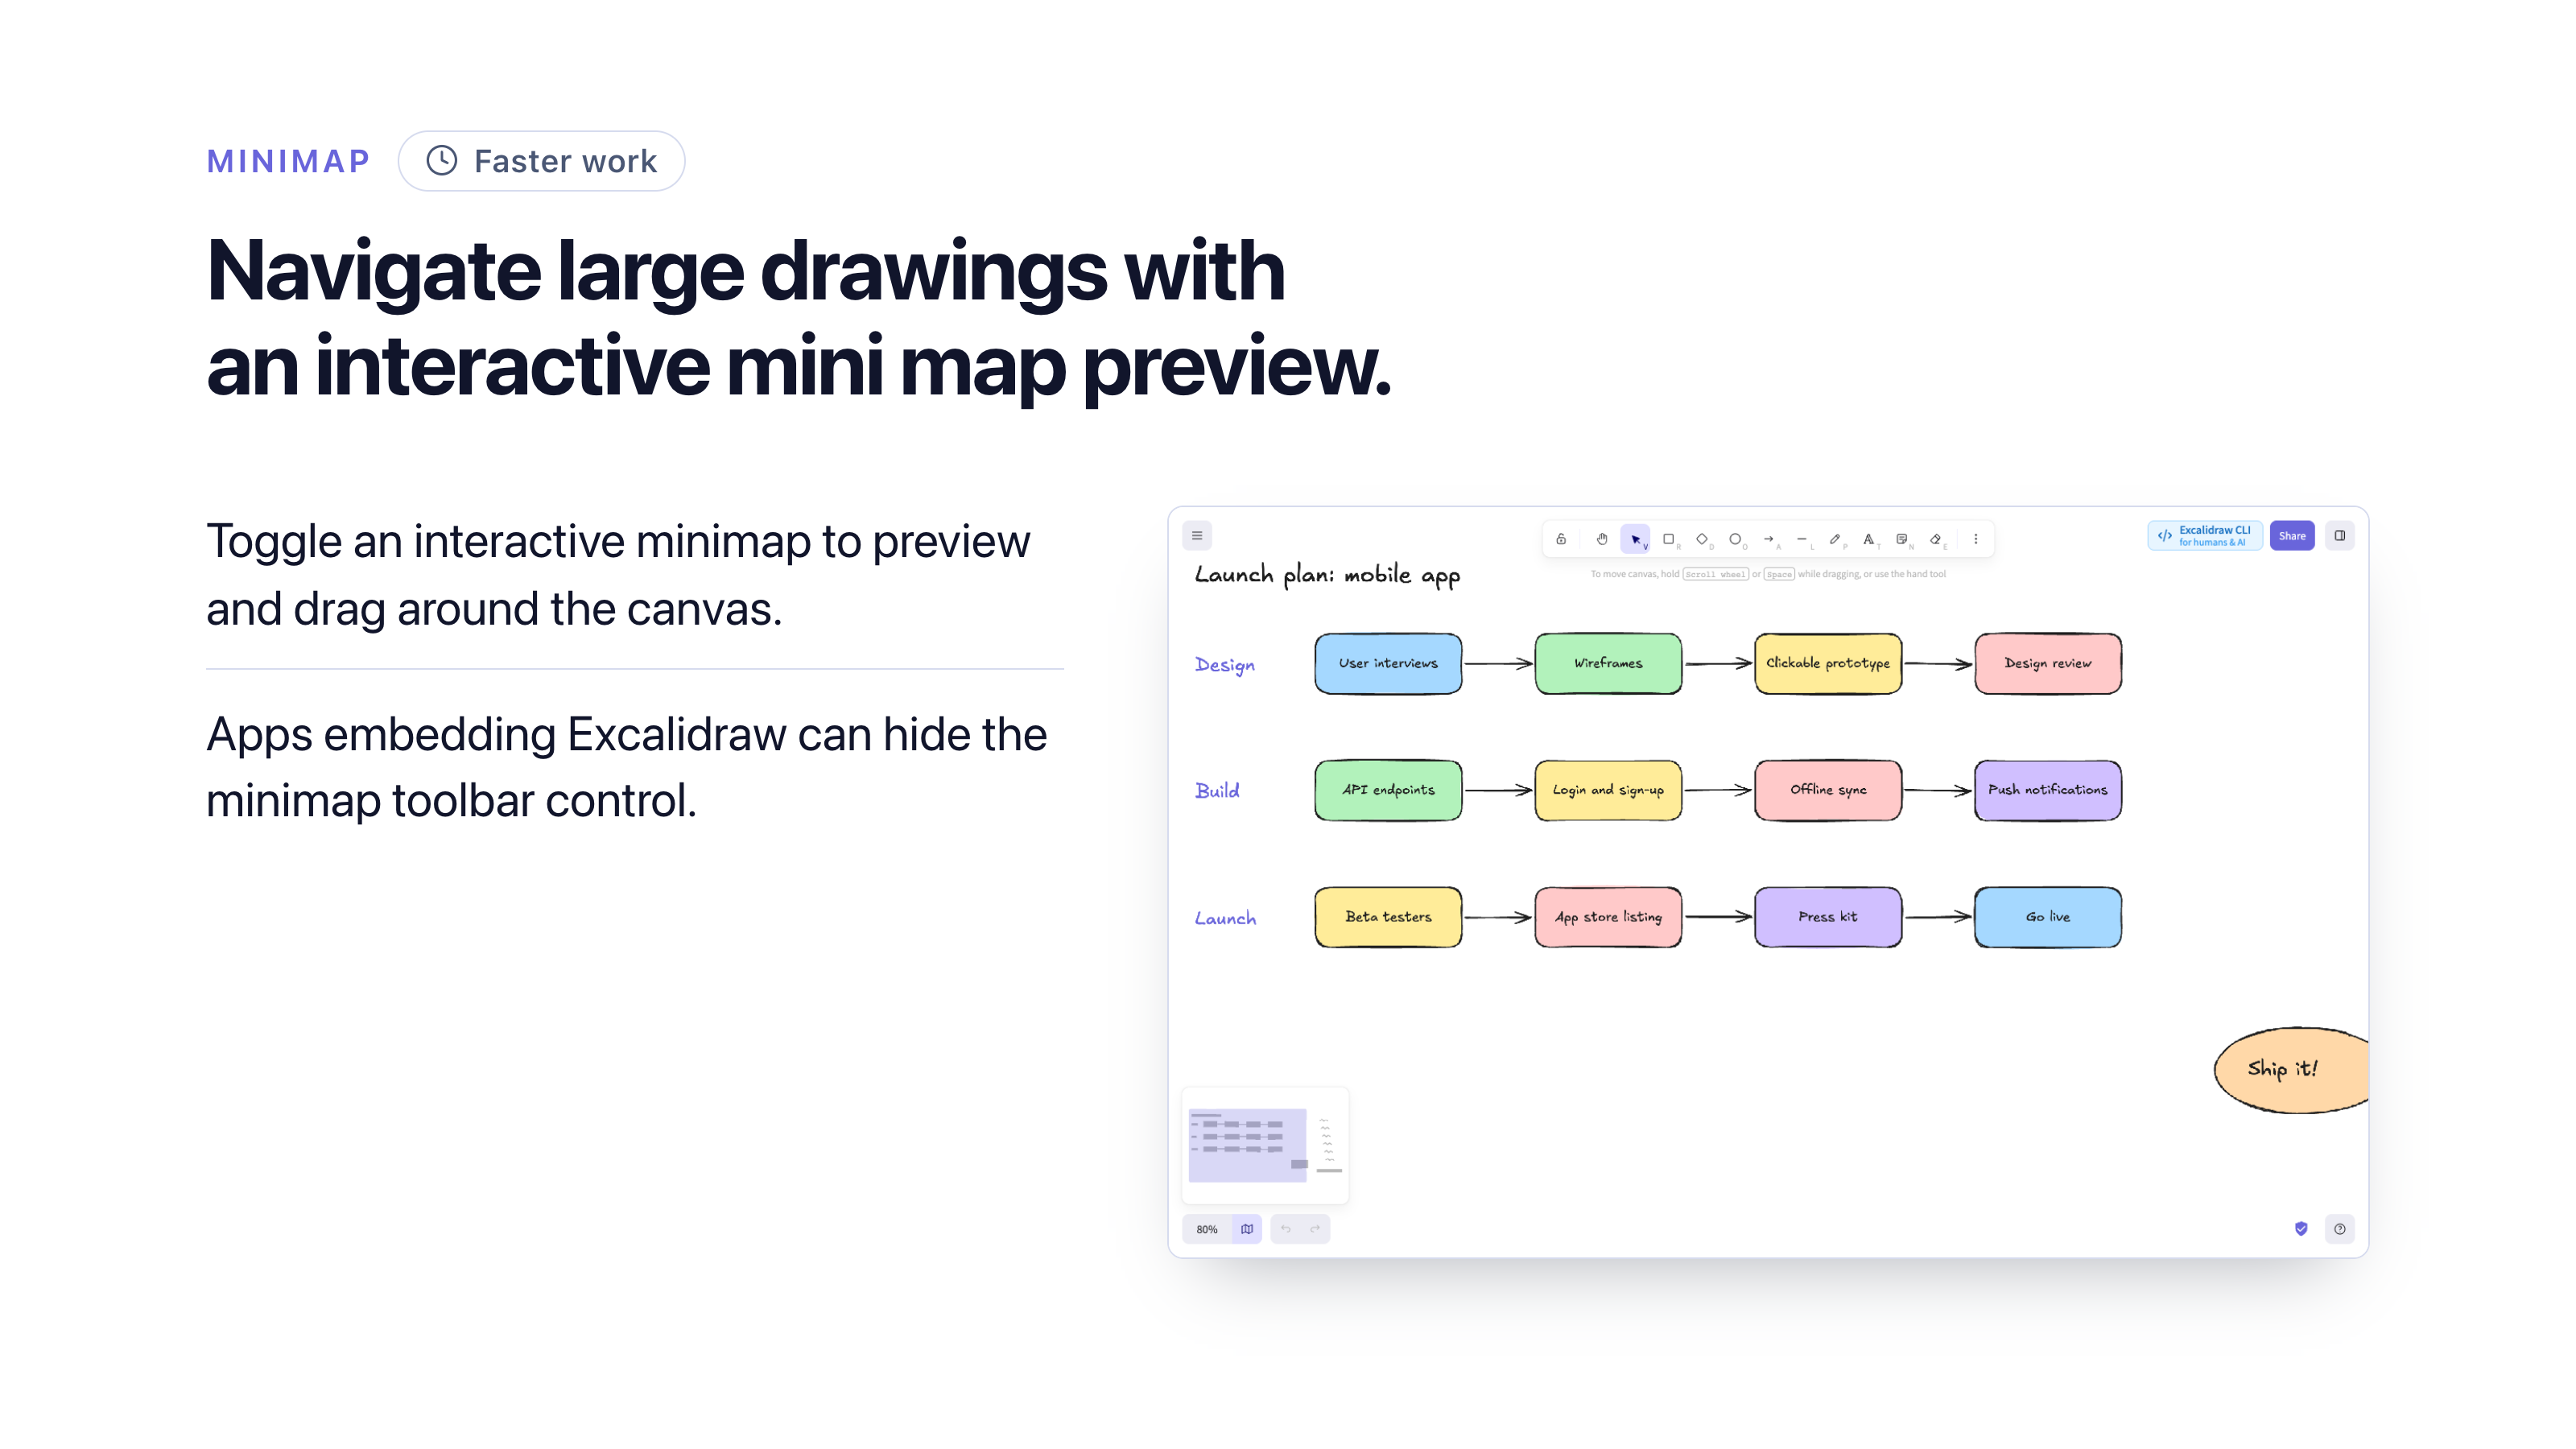 MINIMAP
Faster work
Navigate large drawings with
an interactive mini map preview.
Toggle an interactive minimap to preview
and drag around the canvas.
Apps embedding Excalidraw can hide the
minimap toolbar control.
V
R
D
O
A
L
P
T
N
E
Excalidraw CLI
for humans & AI
Share
Launch plan: mobile app
To move canvas, hold Scroll wheel or Space while dragging, or use the hand tool
Design
User interviews
Wireframes
Clickable prototype
Design review
Build
API endpoints
Login and sign-up
Offline sync
Push notifications
Launch
Beta testers
App store listing
Press kit
Go live
Ship it!
80%